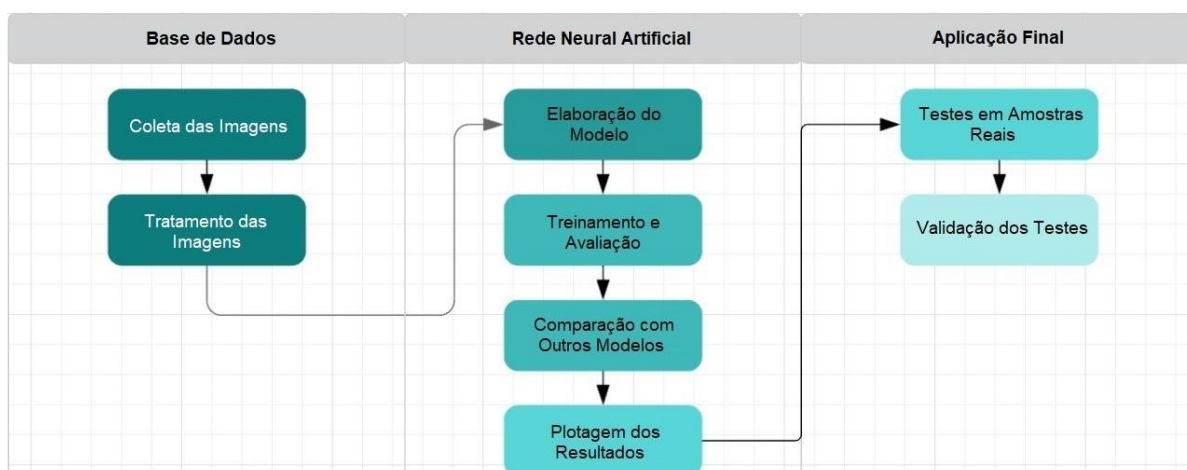 Base de Dados
Rede Neural Artificial
Aplicação Final
Coleta das Imagens
Tratamento das
Imagens
Elaboração do
Modelo
Treinamento e
Avaliação
Comparação com
Outros Modelos
Plotagem dos
Resultados
Testes em Amostras
Reais
Validação dos Testes